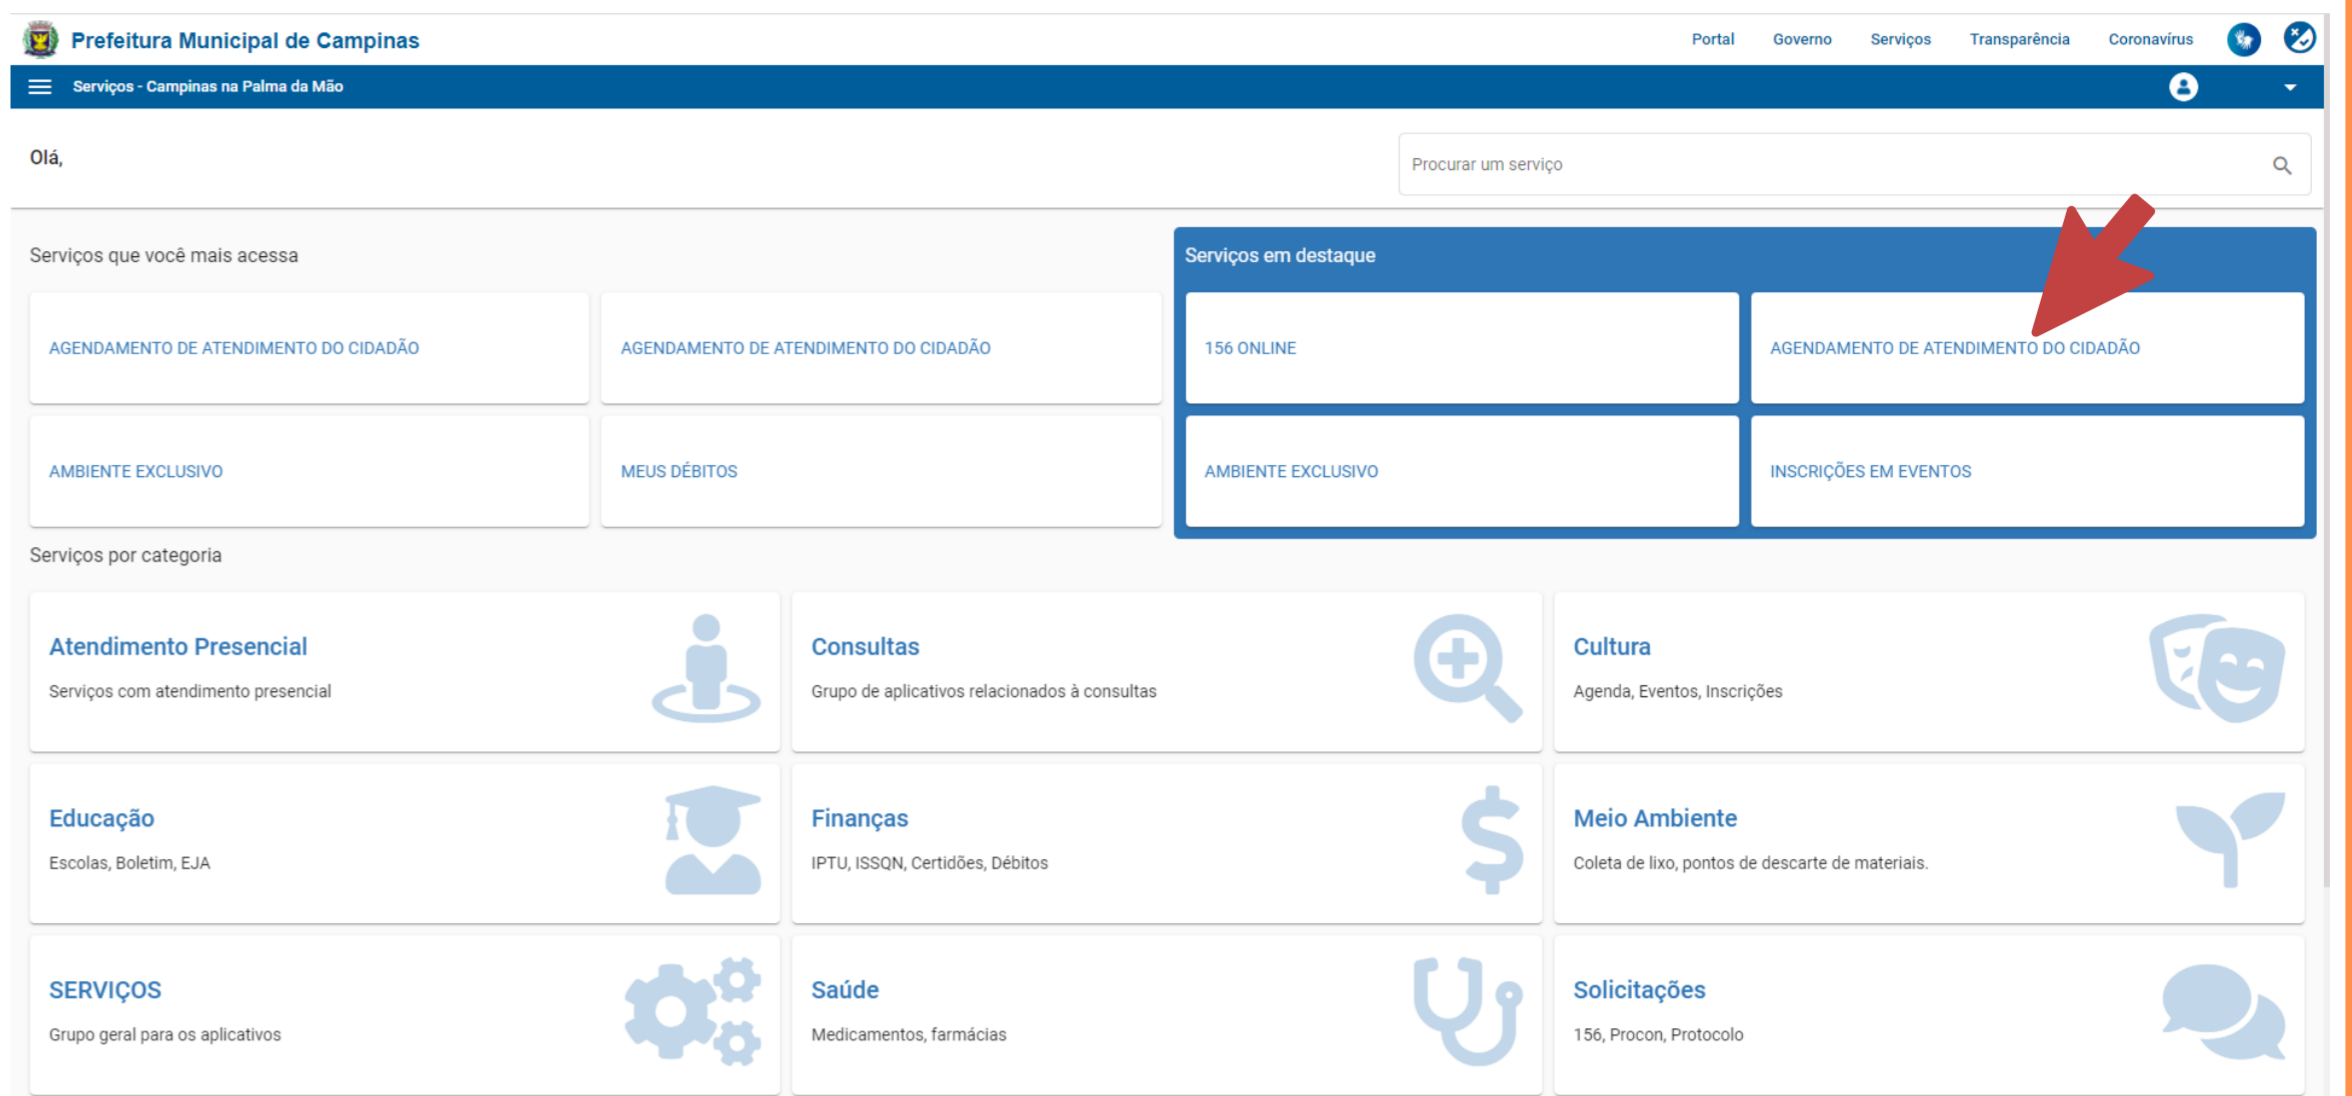 Prefeitura Municipal de Campinas
Portal Governo Serviços Transparência Coronavírus
Serviços - Campinas na Palma da Mão
Olá,
Procurar um serviço
Serviços que você mais acessa
AGENDAMENTO DE ATENDIMENTO DO CIDADÃO
AGENDAMENTO DE ATENDIMENTO DO CIDADÃO
AMBIENTE EXCLUSIVO
MEUS DÉBITOS
Serviços em destaque
156 ONLINE
AGENDAMENTO DE ATENDIMENTO DO CIDADÃO
AMBIENTE EXCLUSIVO
INSCRIÇÕES EM EVENTOS
Serviços por categoria
Atendimento Presencial
Serviços com atendimento presencial
Consultas
Grupo de aplicativos relacionados à consultas
Cultura
Agenda, Eventos, Inscrições
Educação
Escolas, Boletim, EJA
Finanças
IPTU, ISSQN, Certidões, Débitos
Meio Ambiente
Coleta de lixo, pontos de descarte de materiais.
SERVIÇOS
Grupo geral para os aplicativos
Saúde
Medicamentos, farmácias
Solicitações
156, Procon, Protocolo